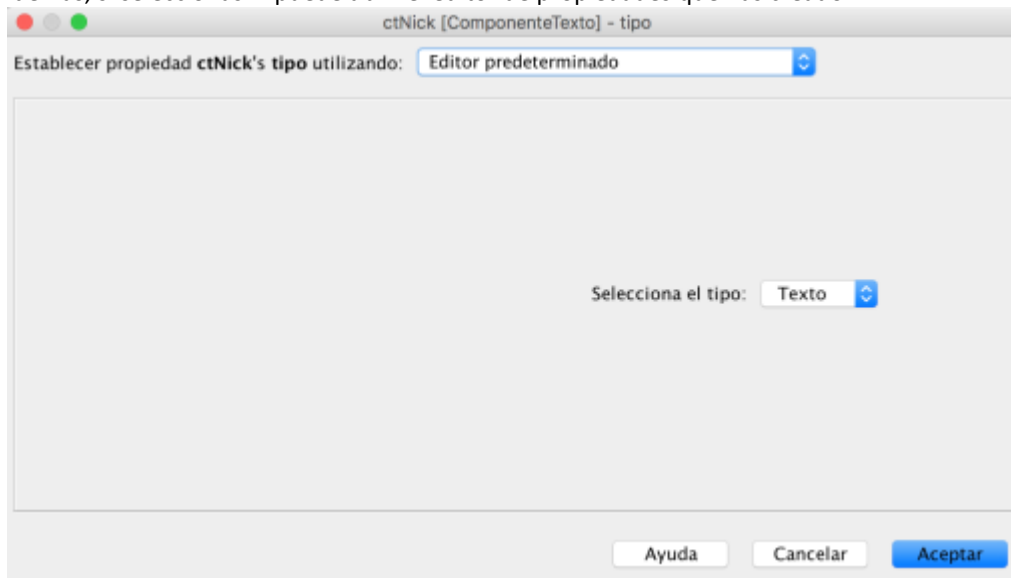 ctNick [ComponenteTexto] - tipo
Establecer propiedad ctNick's tipo utilizando: Editor predeterminado
Selecciona el tipo: Texto
Ayuda Cancelar Aceptar